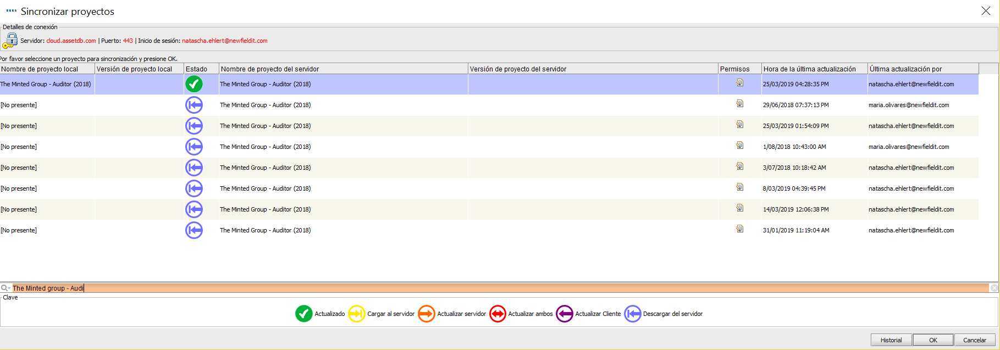 Sincronizar proyectos
Detalles de conexión
Servidor: cloud.assetdb.com | Puerto: 443 | Inicio de sesión: natascha.ehlert@newfieldit.com
Por favor seleccione un proyecto para sincronización y presione OK.
Nombre de proyecto local Versión de proyecto local Estado Nombre de proyecto del servidor Versión de proyecto del servidor Permisos Hora de la última actualización Última actualización por
The Minted Group - Auditor (2018) The Minted Group - Auditor (2018) 25/03/2019 04:28:35 PM natascha.ehlert@newfieldit.com
[No presente] The Minted Group - Auditor (2018) 29/06/2018 07:37:13 PM maria.olivares@newfieldit.com
[No presente] The Minted Group - Auditor (2018) 25/03/2019 01:54:09 PM natascha.ehlert@newfieldit.com
[No presente] The Minted Group - Auditor (2018) 1/08/2018 10:43:00 AM maria.olivares@newfieldit.com
[No presente] The Minted Group - Auditor (2018) 3/07/2018 10:18:42 AM natascha.ehlert@newfieldit.com
[No presente] The Minted Group - Auditor (2018) 8/03/2019 04:39:45 PM natascha.ehlert@newfieldit.com
[No presente] The Minted Group - Auditor (2018) 14/03/2019 12:06:38 PM natascha.ehlert@newfieldit.com
[No presente] The Minted Group - Auditor (2018) 31/01/2019 11:19:04 AM natascha.ehlert@newfieldit.com
The Minted group - Audi
Clave
Actualizado Cargar al servidor Actualizar servidor Actualizar ambos Actualizar Cliente Descargar del servidor
Historial OK Cancelar